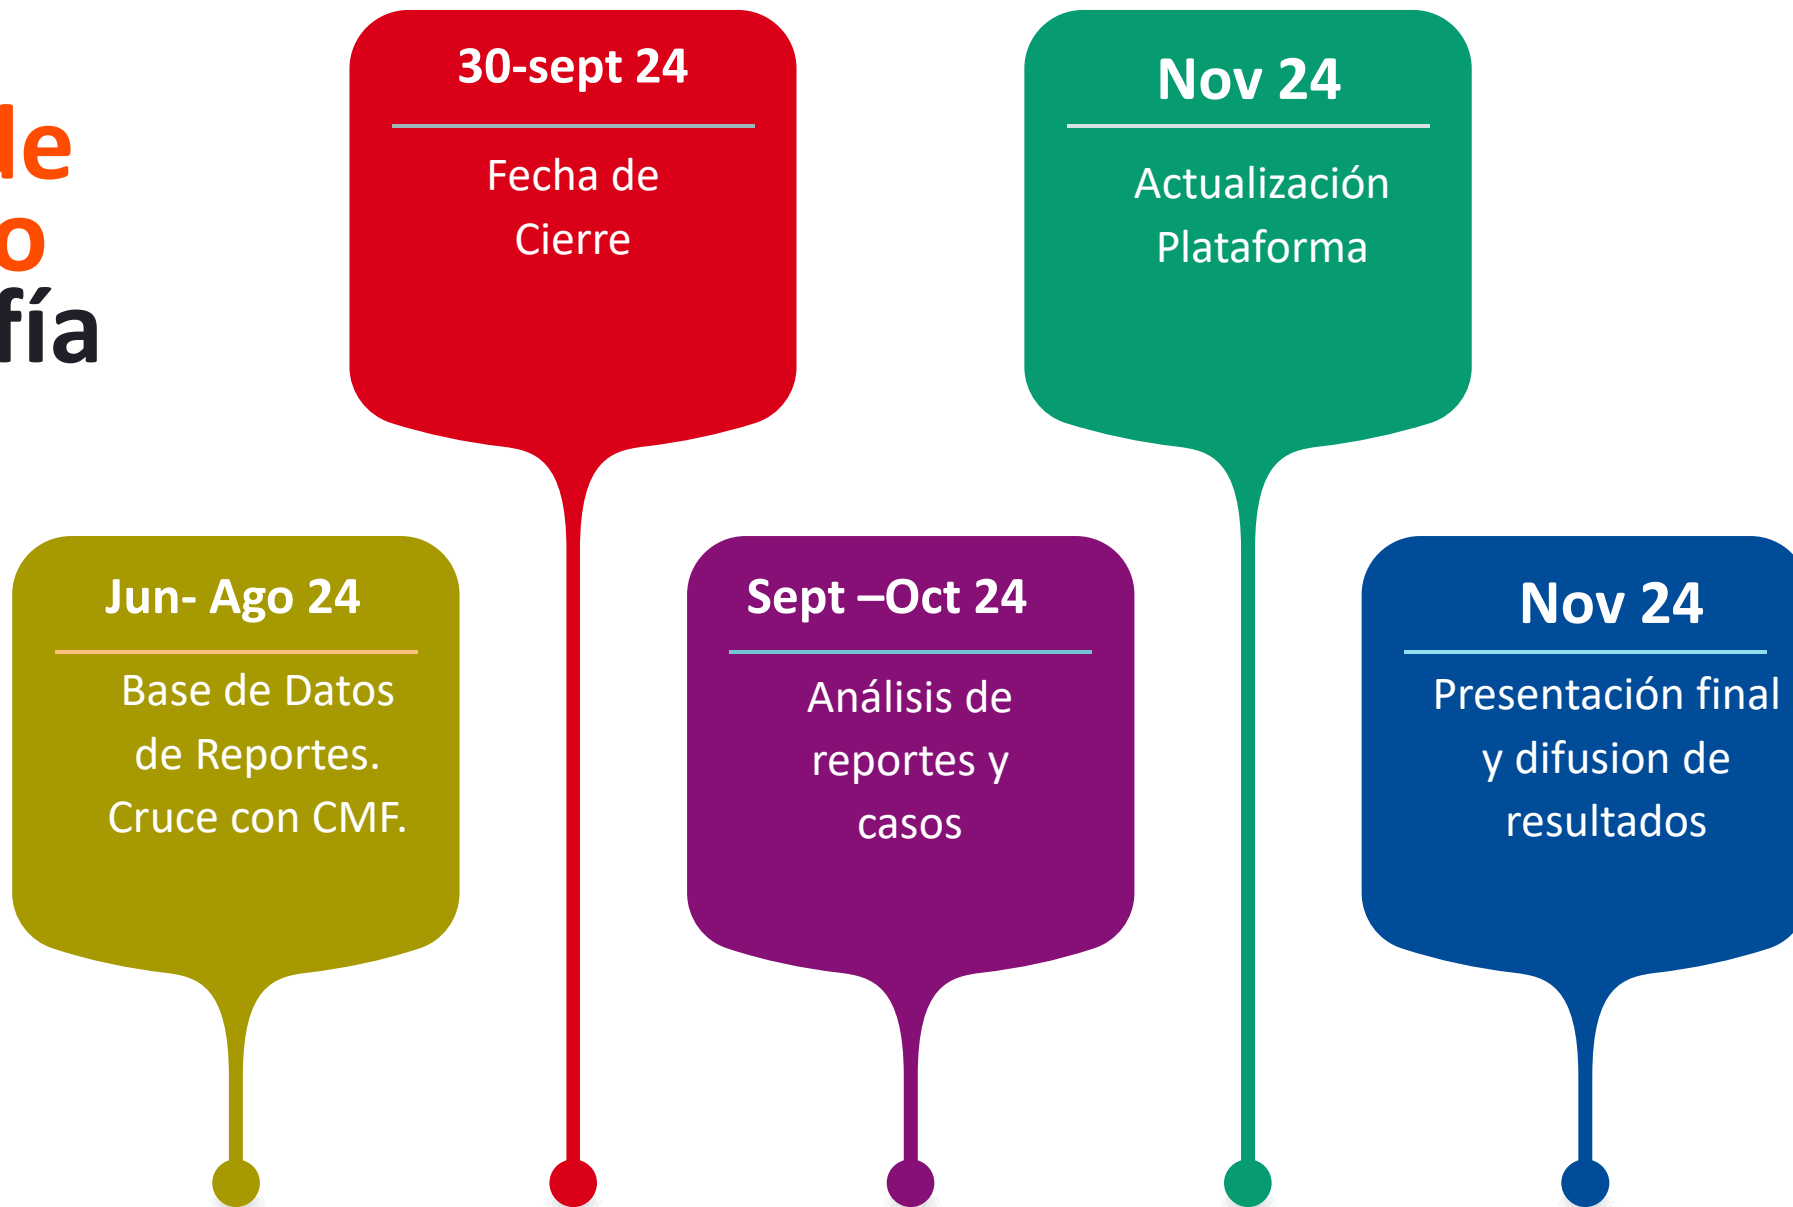 de
o
fía
30-sept 24
Fecha de
Cierre
Nov 24
Actualización
Plataforma
Jun- Ago 24
Base de Datos
de Reportes.
Cruce con CMF.
Sept –Oct 24
Análisis de
reportes y
casos
Nov 24
Presentación final
y difusion de
resultados